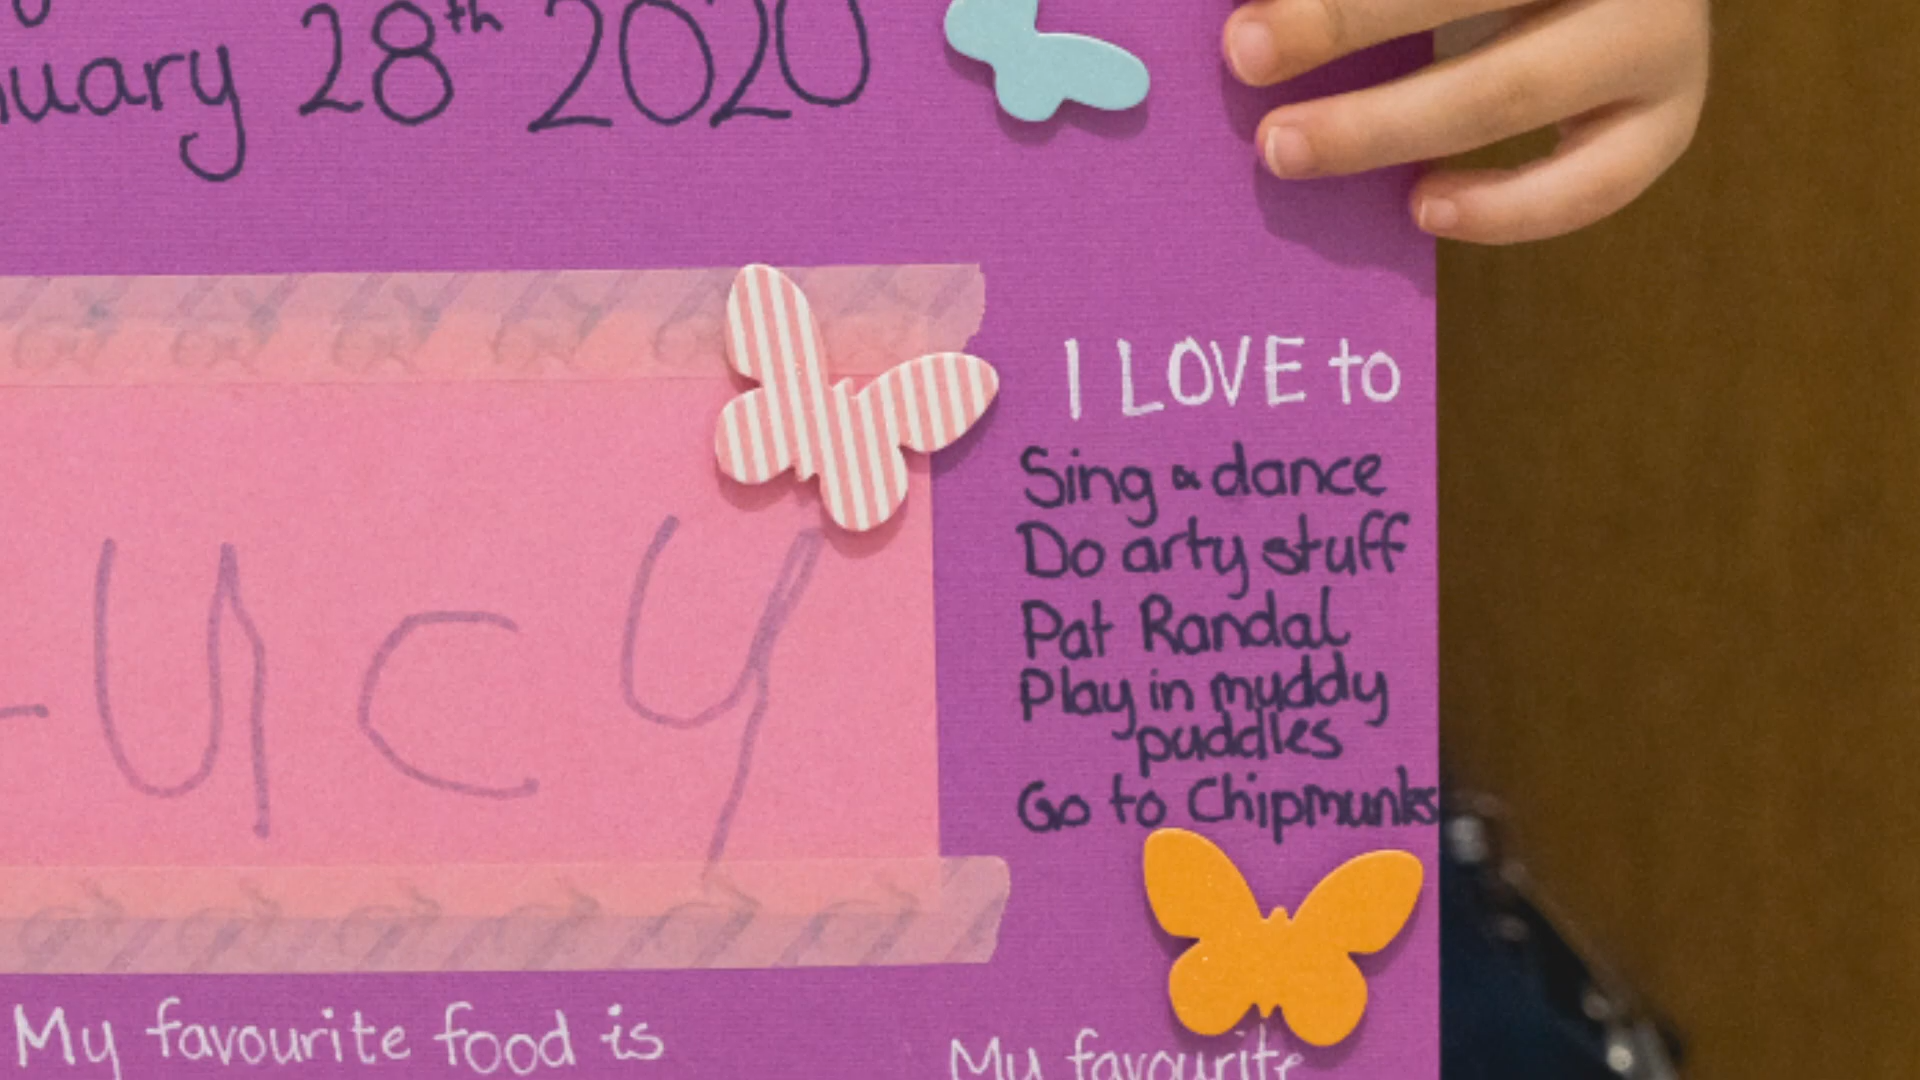 nuary 28th 2020
I LOVE to
Sing & dance
Do arty stuff
Pat Randal
Play in muddy
puddles
Go to Chipmunks
ucy
My favourite food is
My favourite